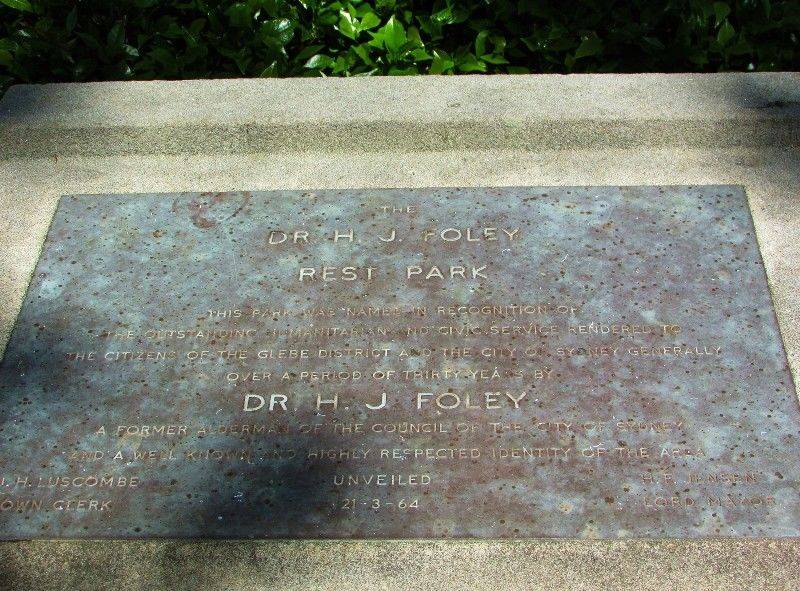 THE
DR. H. J. FOLEY
REST PARK
THIS PARK WAS NAMED IN RECOGNITION OF
THE OUTSTANDING HUMANITARIAN AND CIVIC SERVICE RENDERED TO
THE CITIZENS OF THE GLEBE DISTRICT AND THE CITY OF SYDNEY GENERALLY
OVER A PERIOD OF THIRTY YEARS BY
DR. H. J. FOLEY
A FORMER ALDERMAN OF THE COUNCIL OF THE CITY OF SYDNEY
AND A WELL KNOWN AND HIGHLY RESPECTED IDENTITY OF THE AREA
H. LUSCOMBE UNVEILED H. F. JENSEN
OWN CLERK 21-3-64 LORD MAYOR